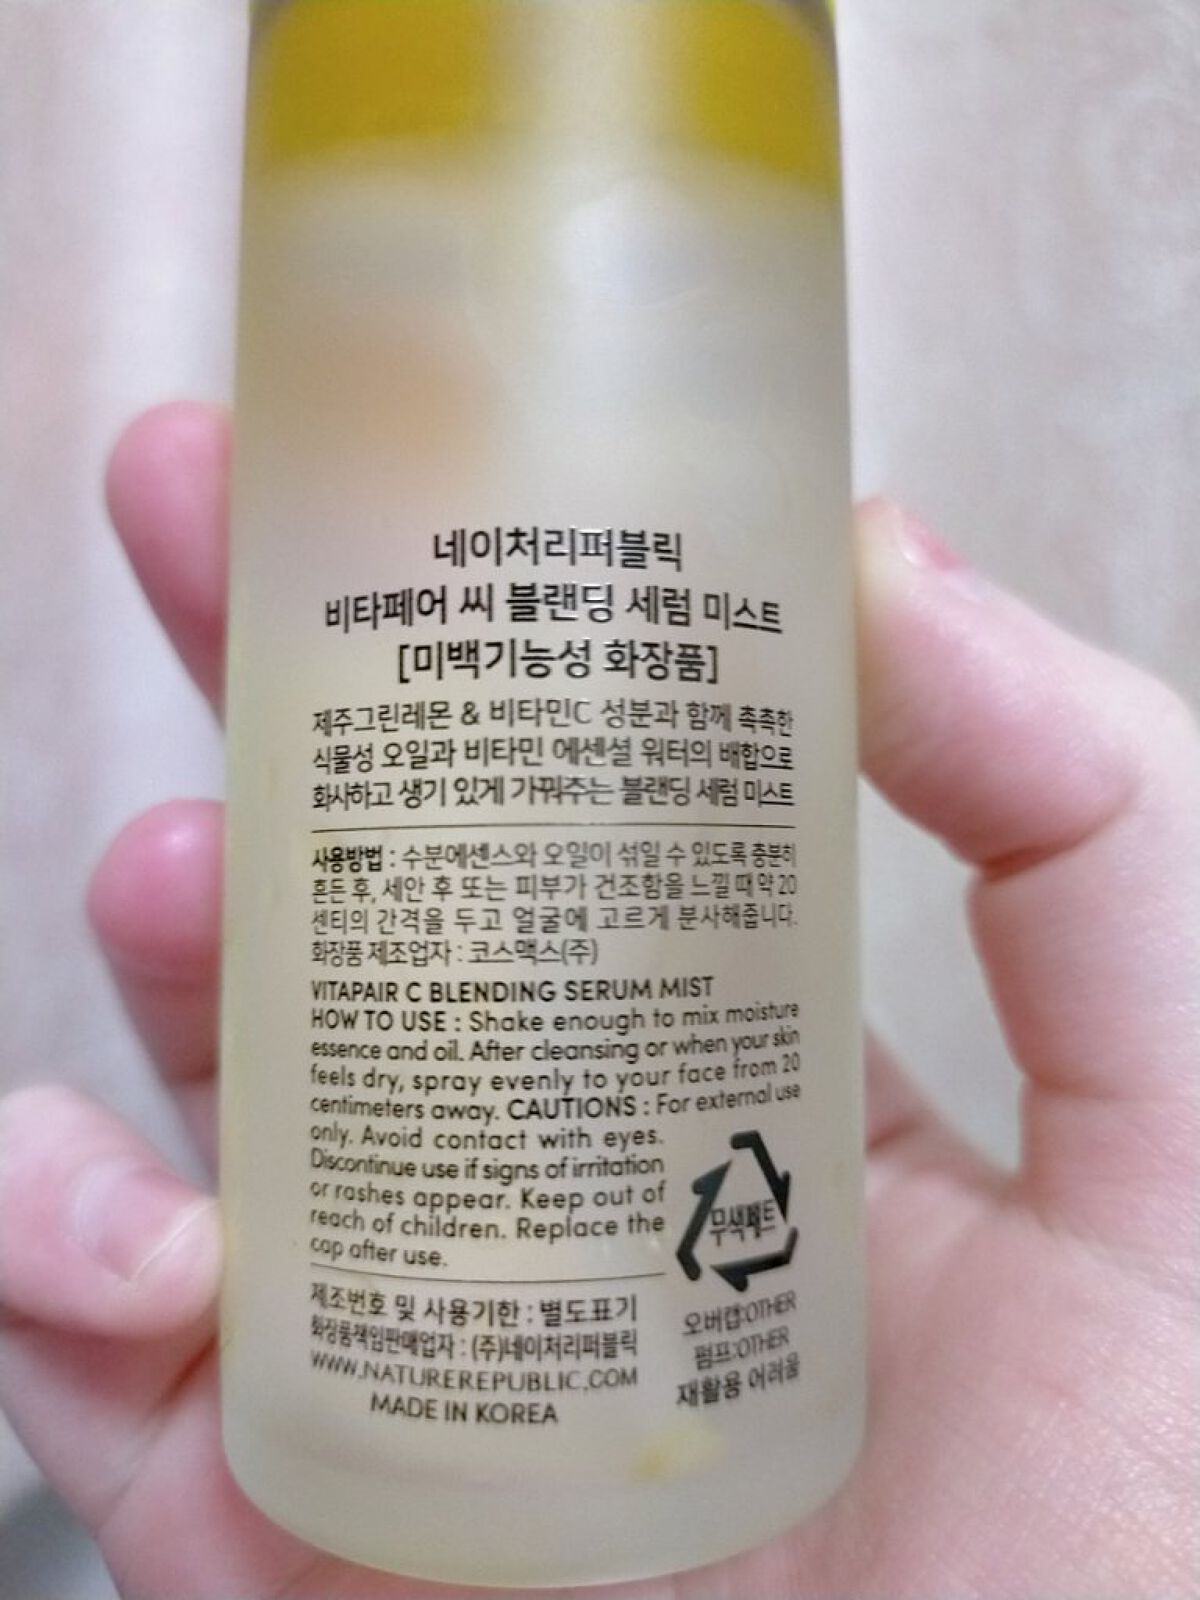 네이처리퍼블릭
비타페어 씨 블랜딩 세럼 미스트
[미백기능성 화장품]
제주그린레몬 & 비타민C 성분과 함께 촉촉한
식물성 오일과 비타민 에센셜 워터의 배합으로
화사하고 생기 있게 가꿔주는 블랜딩 세럼 미스트
사용방법 : 수분에센스와 오일이 섞일 수 있도록 충분히
흔든 후, 세안 후 또는 피부가 건조함을 느낄 때 약 20
센티의 간격을 두고 얼굴에 고르게 분사해줍니다.
화장품 제조업자 : 코스맥스(주)
VITAPAIR C BLENDING SERUM MIST
HOW TO USE : Shake enough to mix moisture
essence and oil. After cleansing or when your skin
feels dry, spray evenly to your face from 20
centimeters away. CAUTIONS : For external use
only. Avoid contact with eyes.
Discontinue use if signs of irritation
or rashes appear. Keep out of
reach of children. Replace the
cap after use.
무색페트
오버캡:OTHER
펌프:OTHER
재활용 어려움
제조번호 및 사용기한 : 별도표기
화장품책임판매업자 : (주)네이처리퍼블릭
WWW.NATUREREPUBLIC.COM
MADE IN KOREA